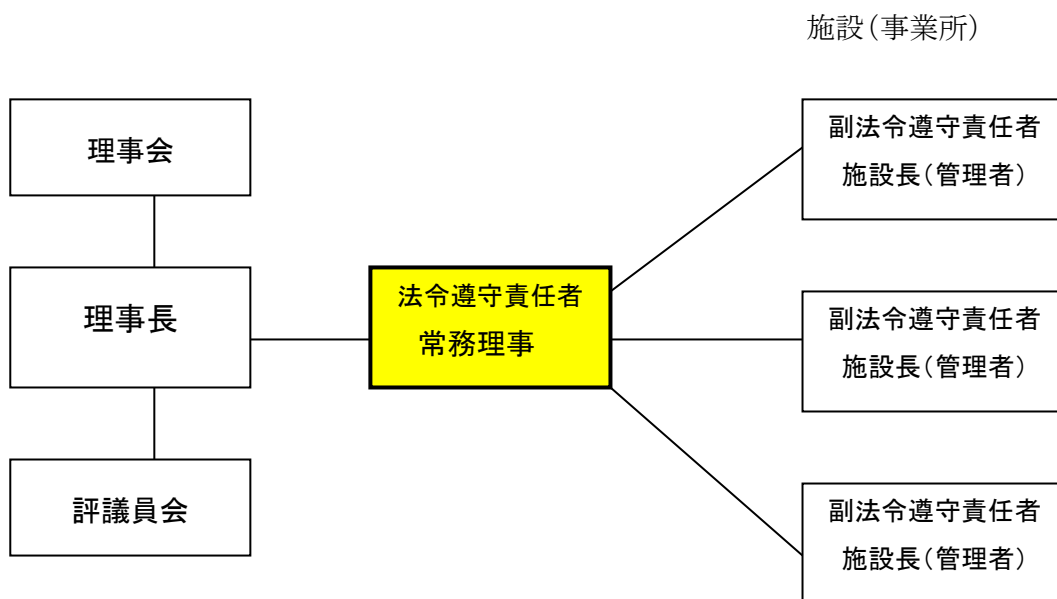 施設(事業所)
理事会
理事長
評議員会
法令遵守責任者
常務理事
副法令遵守責任者
施設長(管理者)
副法令遵守責任者
施設長(管理者)
副法令遵守責任者
施設長(管理者)